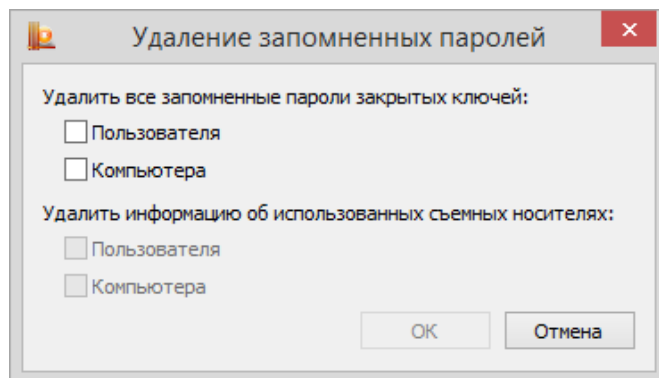 Удаление запомненных паролей
Удалить все запомненные пароли закрытых ключей:
Пользователя
Компьютера
Удалить информацию об использованных съемных носителях:
Пользователя
Компьютера
ОК Отмена